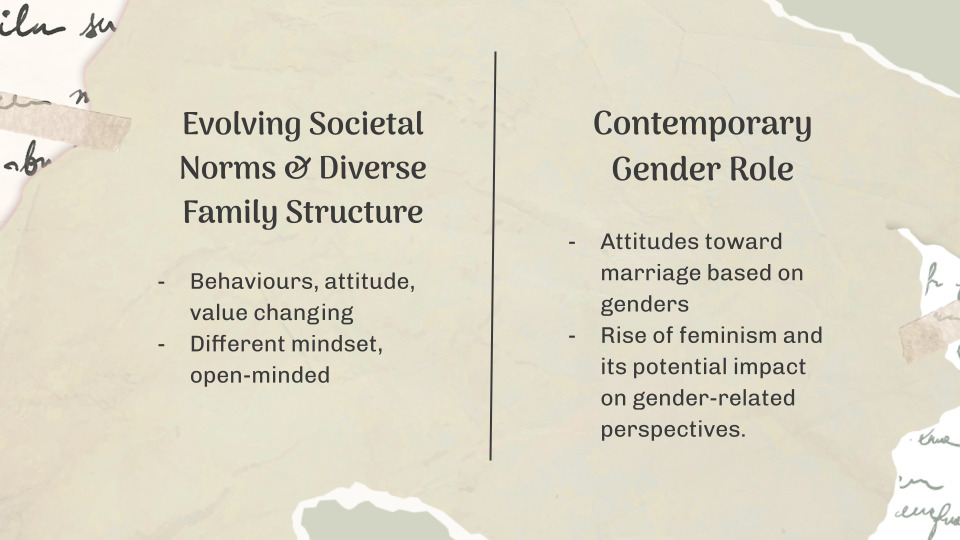 Evolving Societal
Norms & Diverse
Family Structure
- Behaviours, attitude,
value changing
- Different mindset,
open-minded
Contemporary
Gender Role
- Attitudes toward
marriage based on
genders
- Rise of feminism and
its potential impact
on gender-related
perspectives.